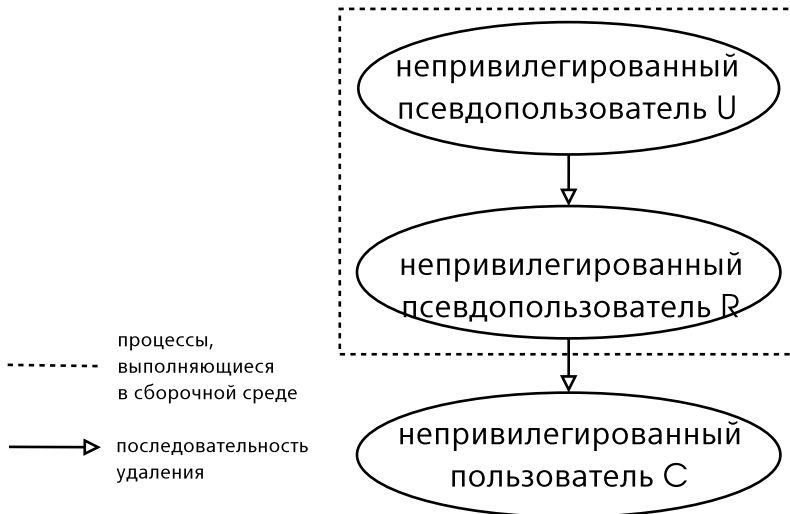 непривилегированный
псевдопользователь U
непривилегированный
псевдопользователь R
процессы,
выполняющиеся
в сборочной среде
последовательность
удаления
непривилегированный
пользователь C